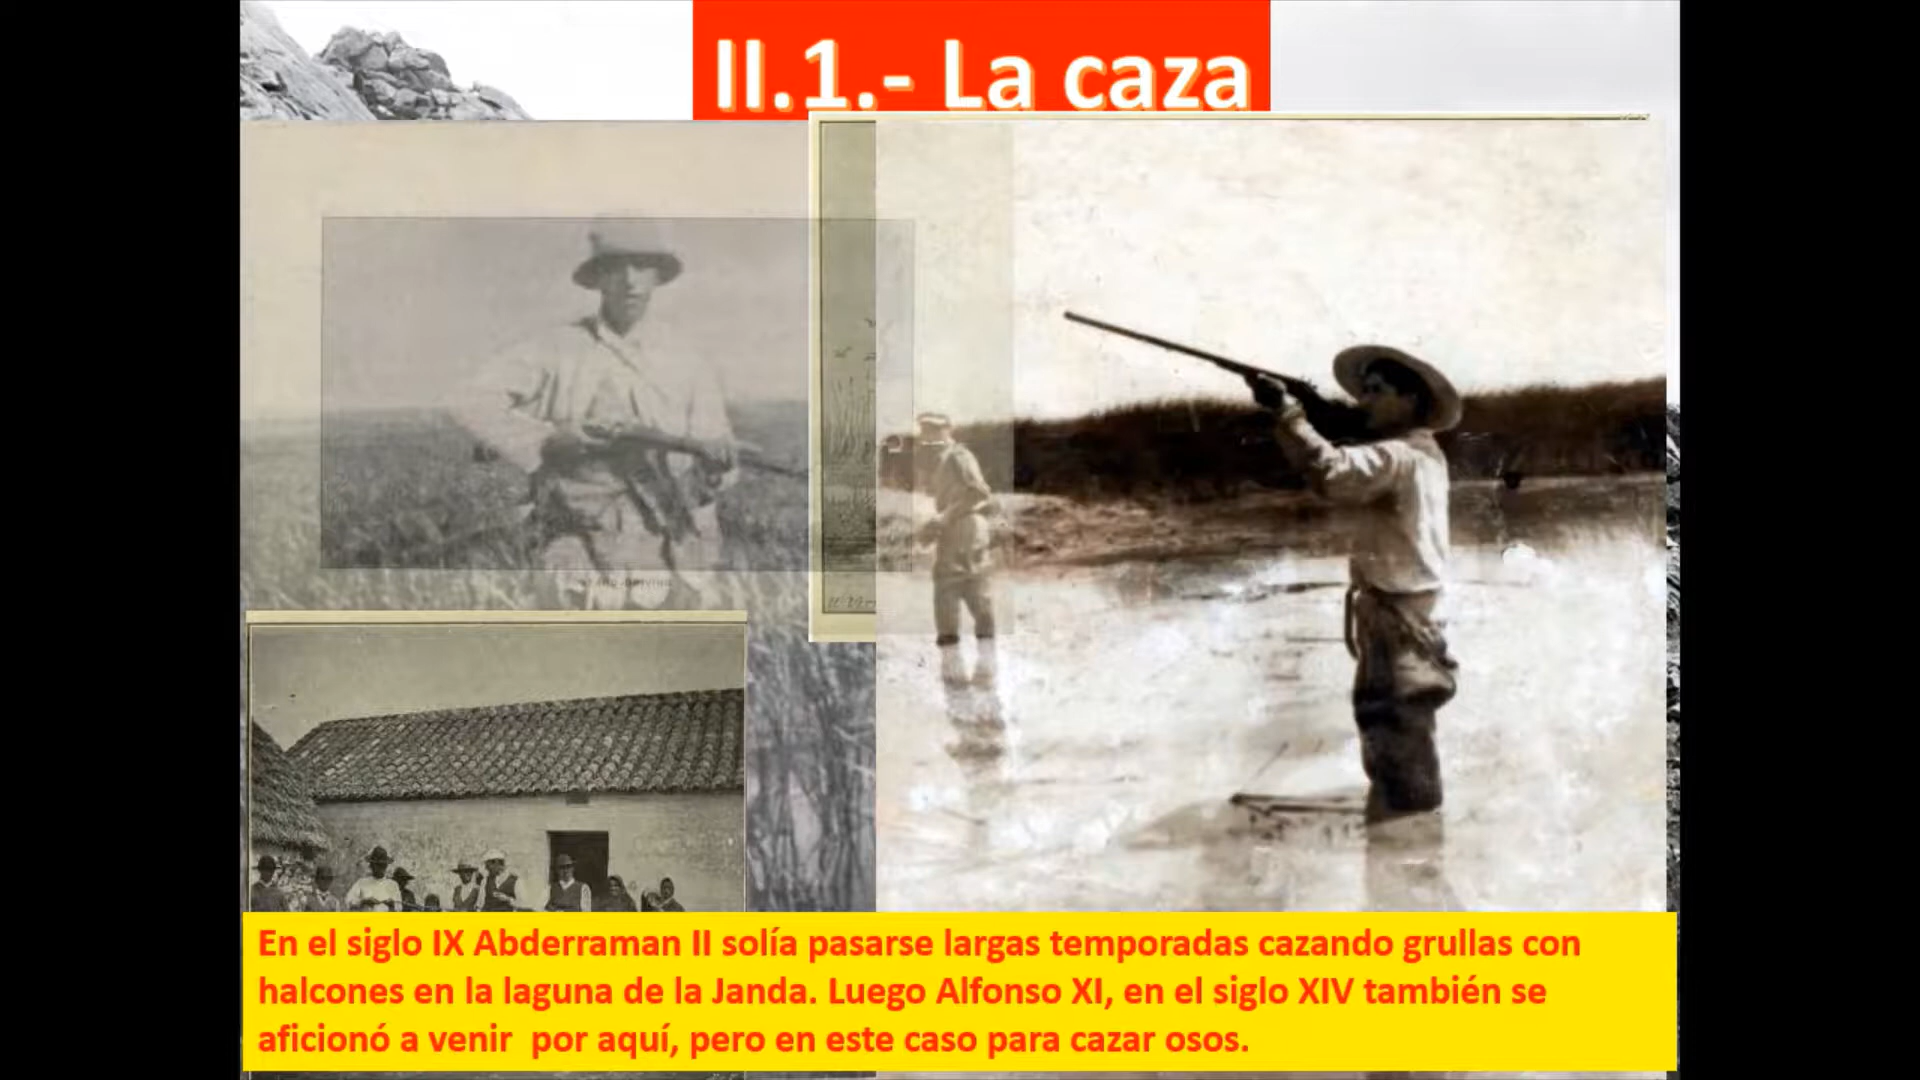 II.1.- La caza
En el siglo IX Abderraman II solía pasarse largas temporadas cazando grullas con
halcones en la laguna de la Janda. Luego Alfonso XI, en el siglo XIV también se
aficionó a venir por aquí, pero en este caso para cazar osos.